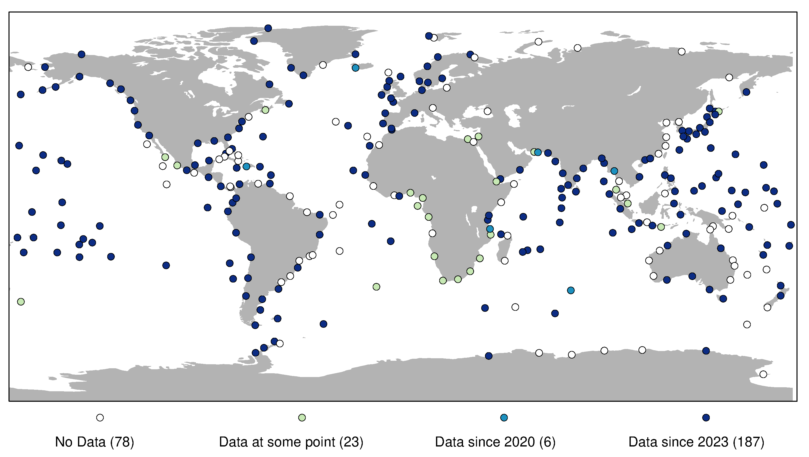 No Data (78) Data at some point (23) Data since 2020 (6) Data since 2023 (187)